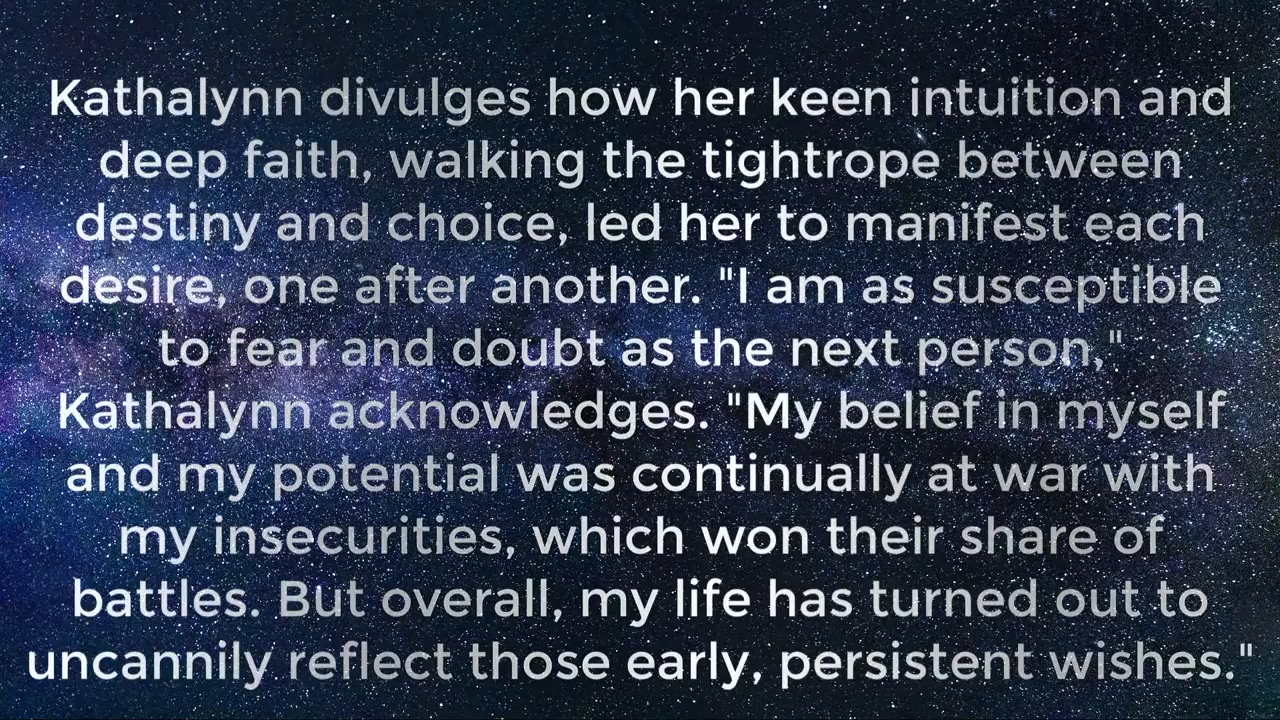 Kathalynn divulges how her keen intuition and
deep faith, walking the tightrope between
destiny and choice, led her to manifest each
desire, one after another. "I am as susceptible
to fear and doubt as the next person,"
Kathalynn acknowledges. "My belief in myself
and my potential was continually at war with
my insecurities, which won their share of
battles. But overall, my life has turned out to
uncannily reflect those early, persistent wishes."